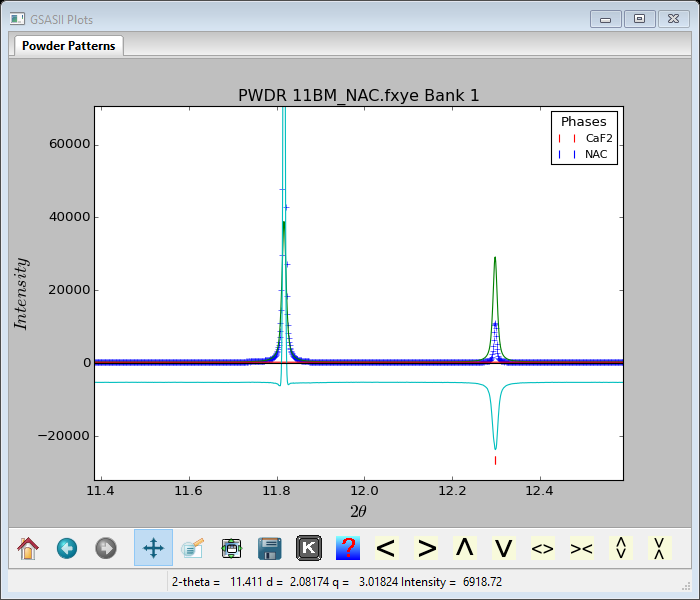 GSASII Plots
Powder Patterns
PWDR 11BM_NAC.fxye Bank 1
Phases
CaF2
NAC
60000
40000
20000
0
−20000
Intensity
11.4 11.6 11.8 12.0 12.2 12.4
2θ
K ? < > Λ V <> >< 
2-theta = 11.411 d = 2.08174 q = 3.01824 Intensity = 6918.72